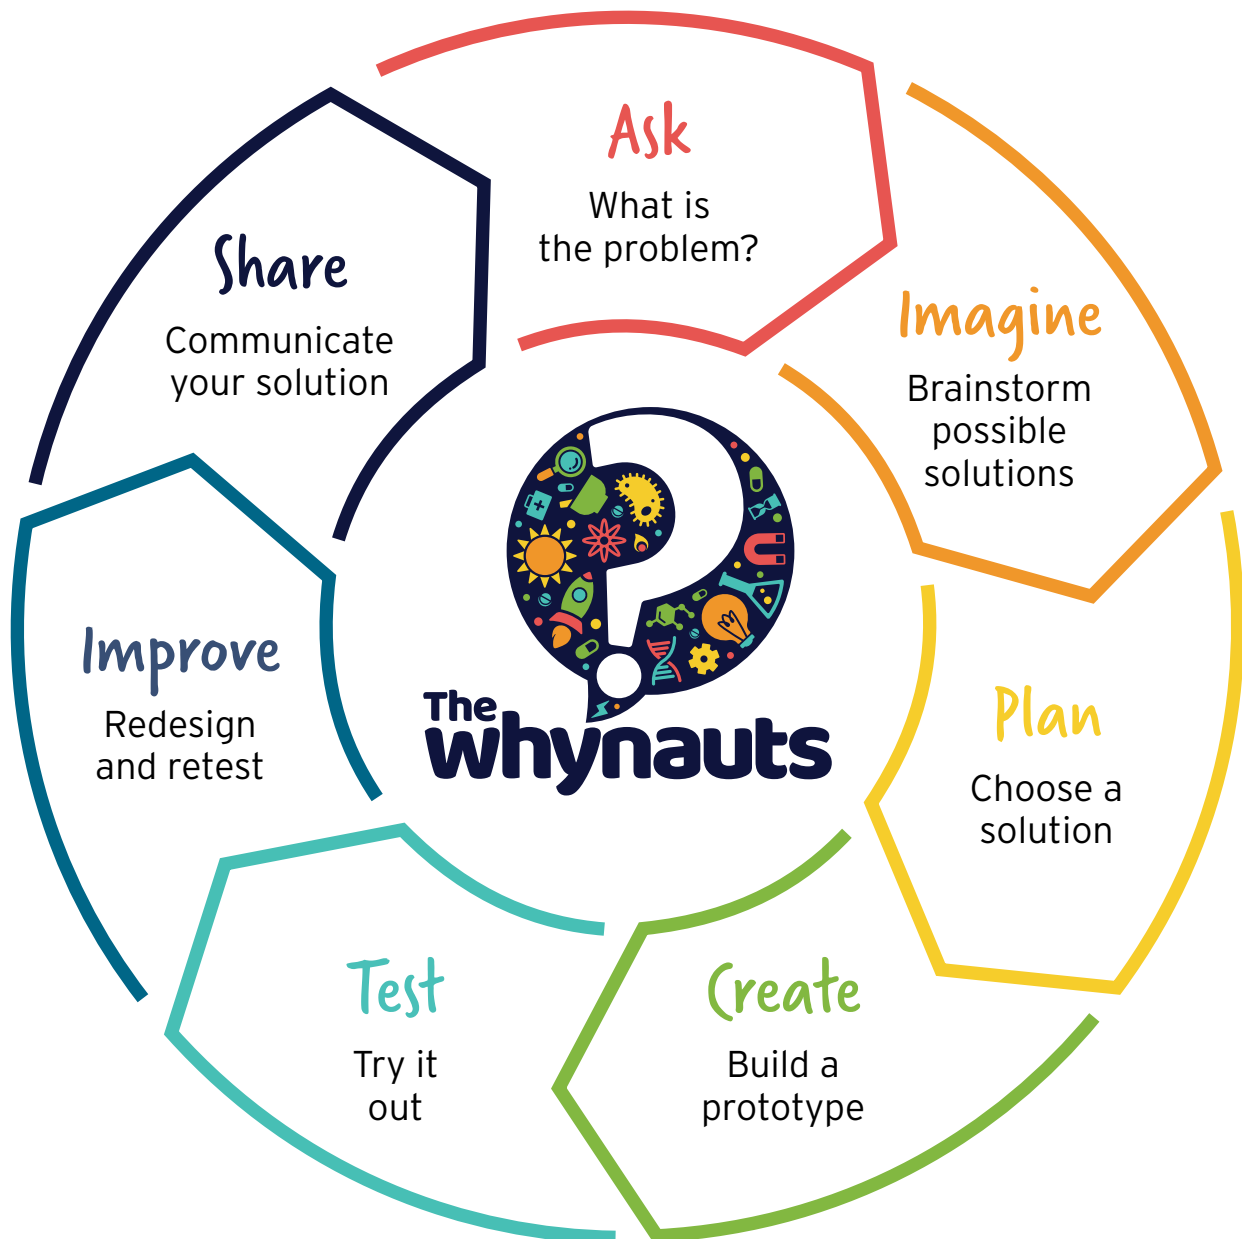 Ask
What is
the problem?
Imagine
Brainstorm
possible
solutions
Plan
Choose a
solution
Create
Build a
prototype
Test
Try it
out
Improve
Redesign
and retest
Share
Communicate
your solution
The
whynauts